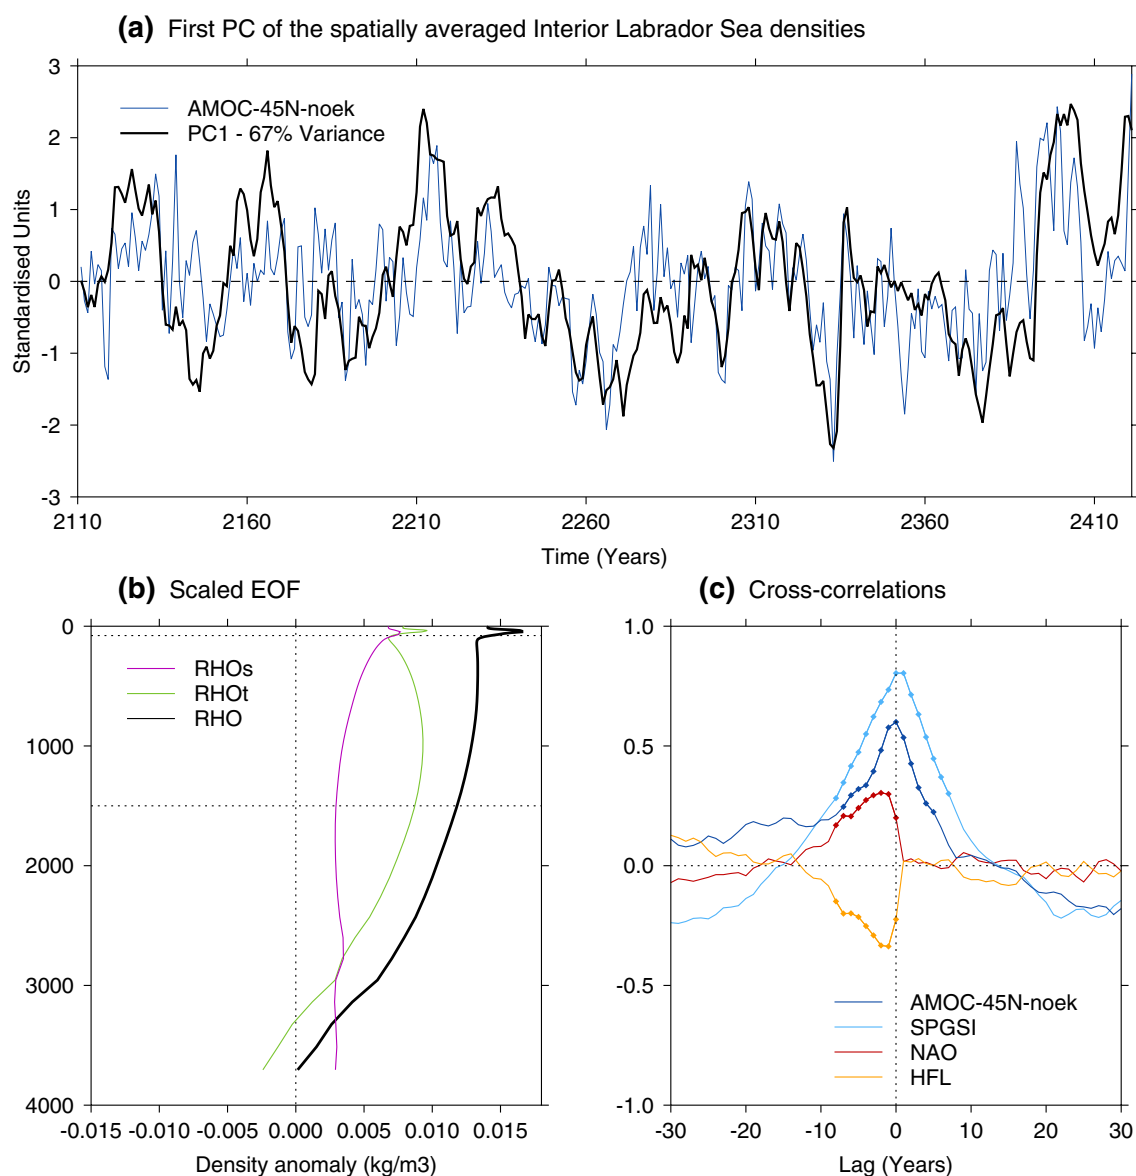 (a) First PC of the spatially averaged Interior Labrador Sea densities
3
2
1
0
-1
-2
-3
Standardised Units
AMOC-45N-noek
PC1 - 67% Variance
2110 2160 2210 2260 2310 2360 2410
Time (Years)
(b) Scaled EOF
0
1000
2000
3000
4000
RHOs
RHOt
RHO
-0.015 -0.005 0.000 0.005 0.010 0.015
Density anomaly (kg/m3)
(c) Cross-correlations
1.0
0.5
0.0
-0.5
-1.0
AMOC-45N-noek
SPGSI
NAO
HFL
-30 -20 -10 0 10 20 30
Lag (Years)